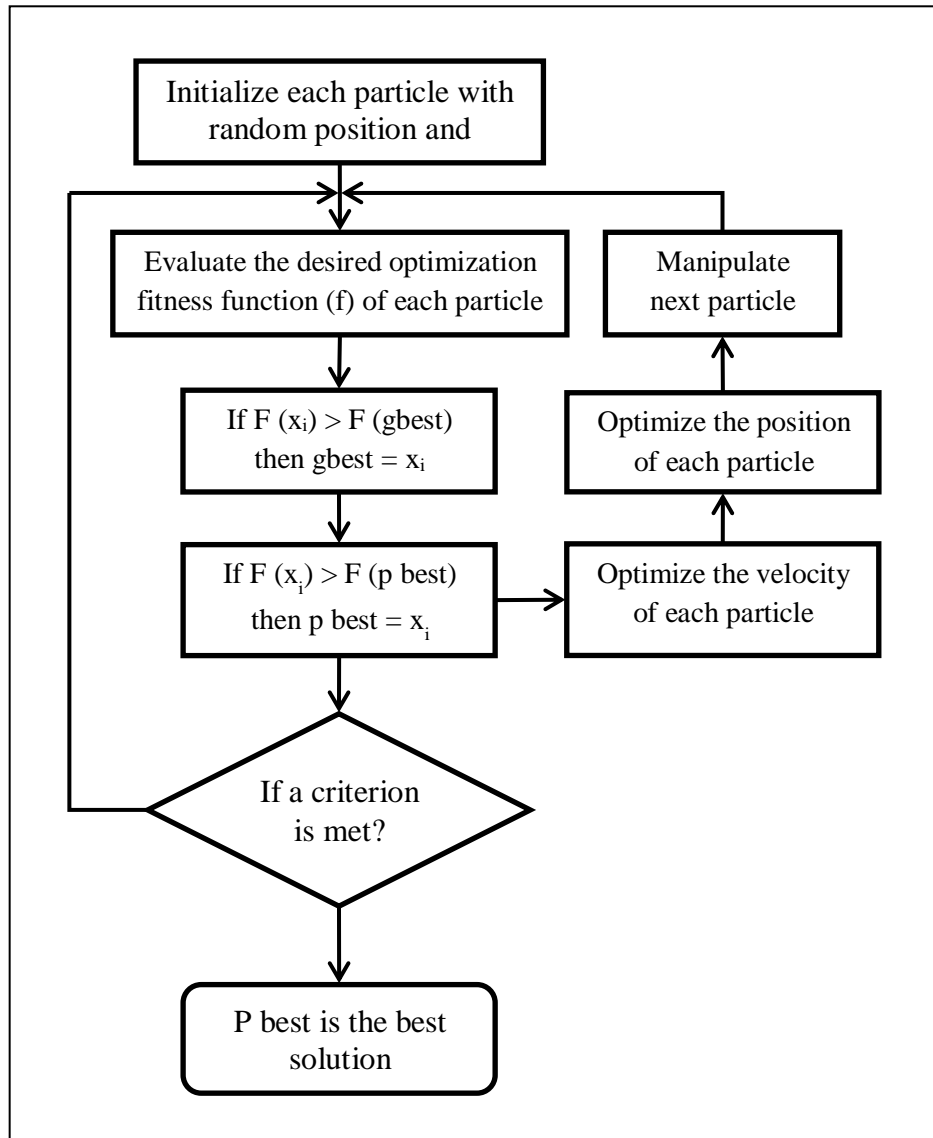 Initialize each particle with
random position and
Evaluate the desired optimization
fitness function (f) of each particle
If F (xᵢ) > F (gbest)
then gbest = xᵢ
If F (xᵢ) > F (p best)
then p best = xᵢ
If a criterion
is met?
P best is the best
solution
Optimize the velocity
of each particle
Optimize the position
of each particle
Manipulate
next particle